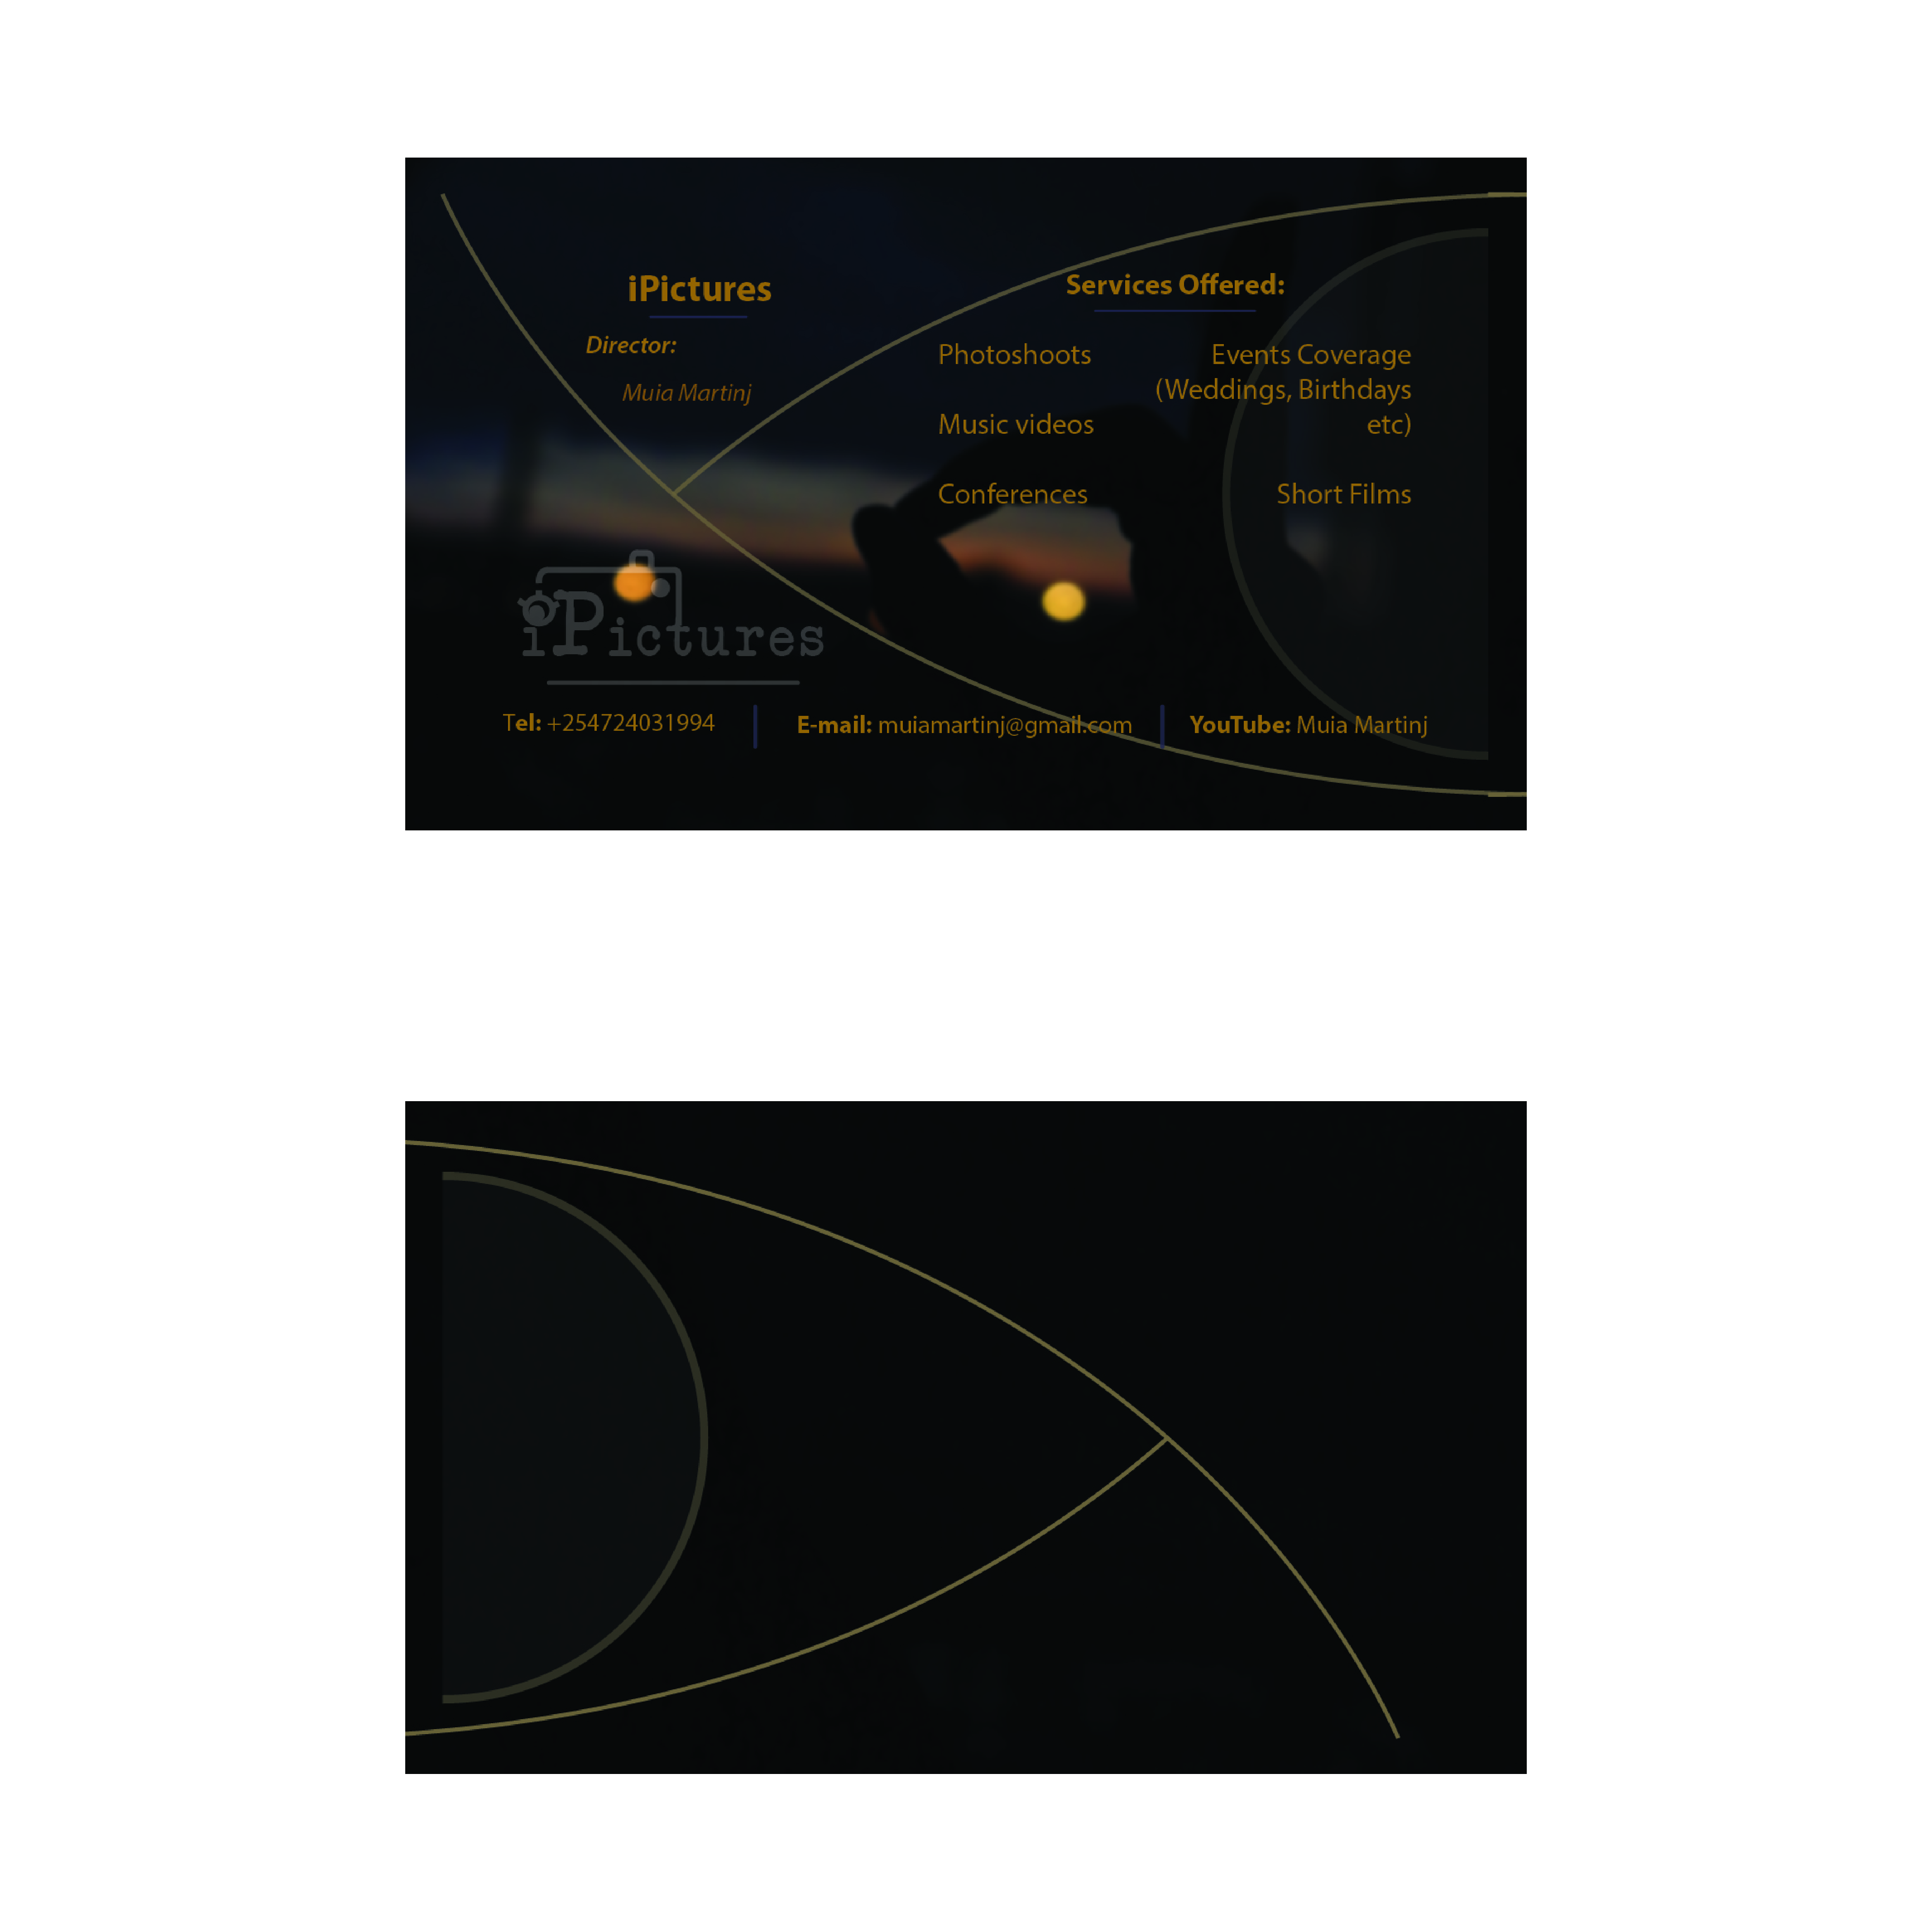 iPictures
Director:
Muia Martinj
Services Offered:
Photoshoots
Music videos
Conferences
Events Coverage
(Weddings, Birthdays
etc)
Short Films
iPictures
Tel: +254724031994
E-mail: muiamartinj@gmail.com
YouTube: Muia Martinj